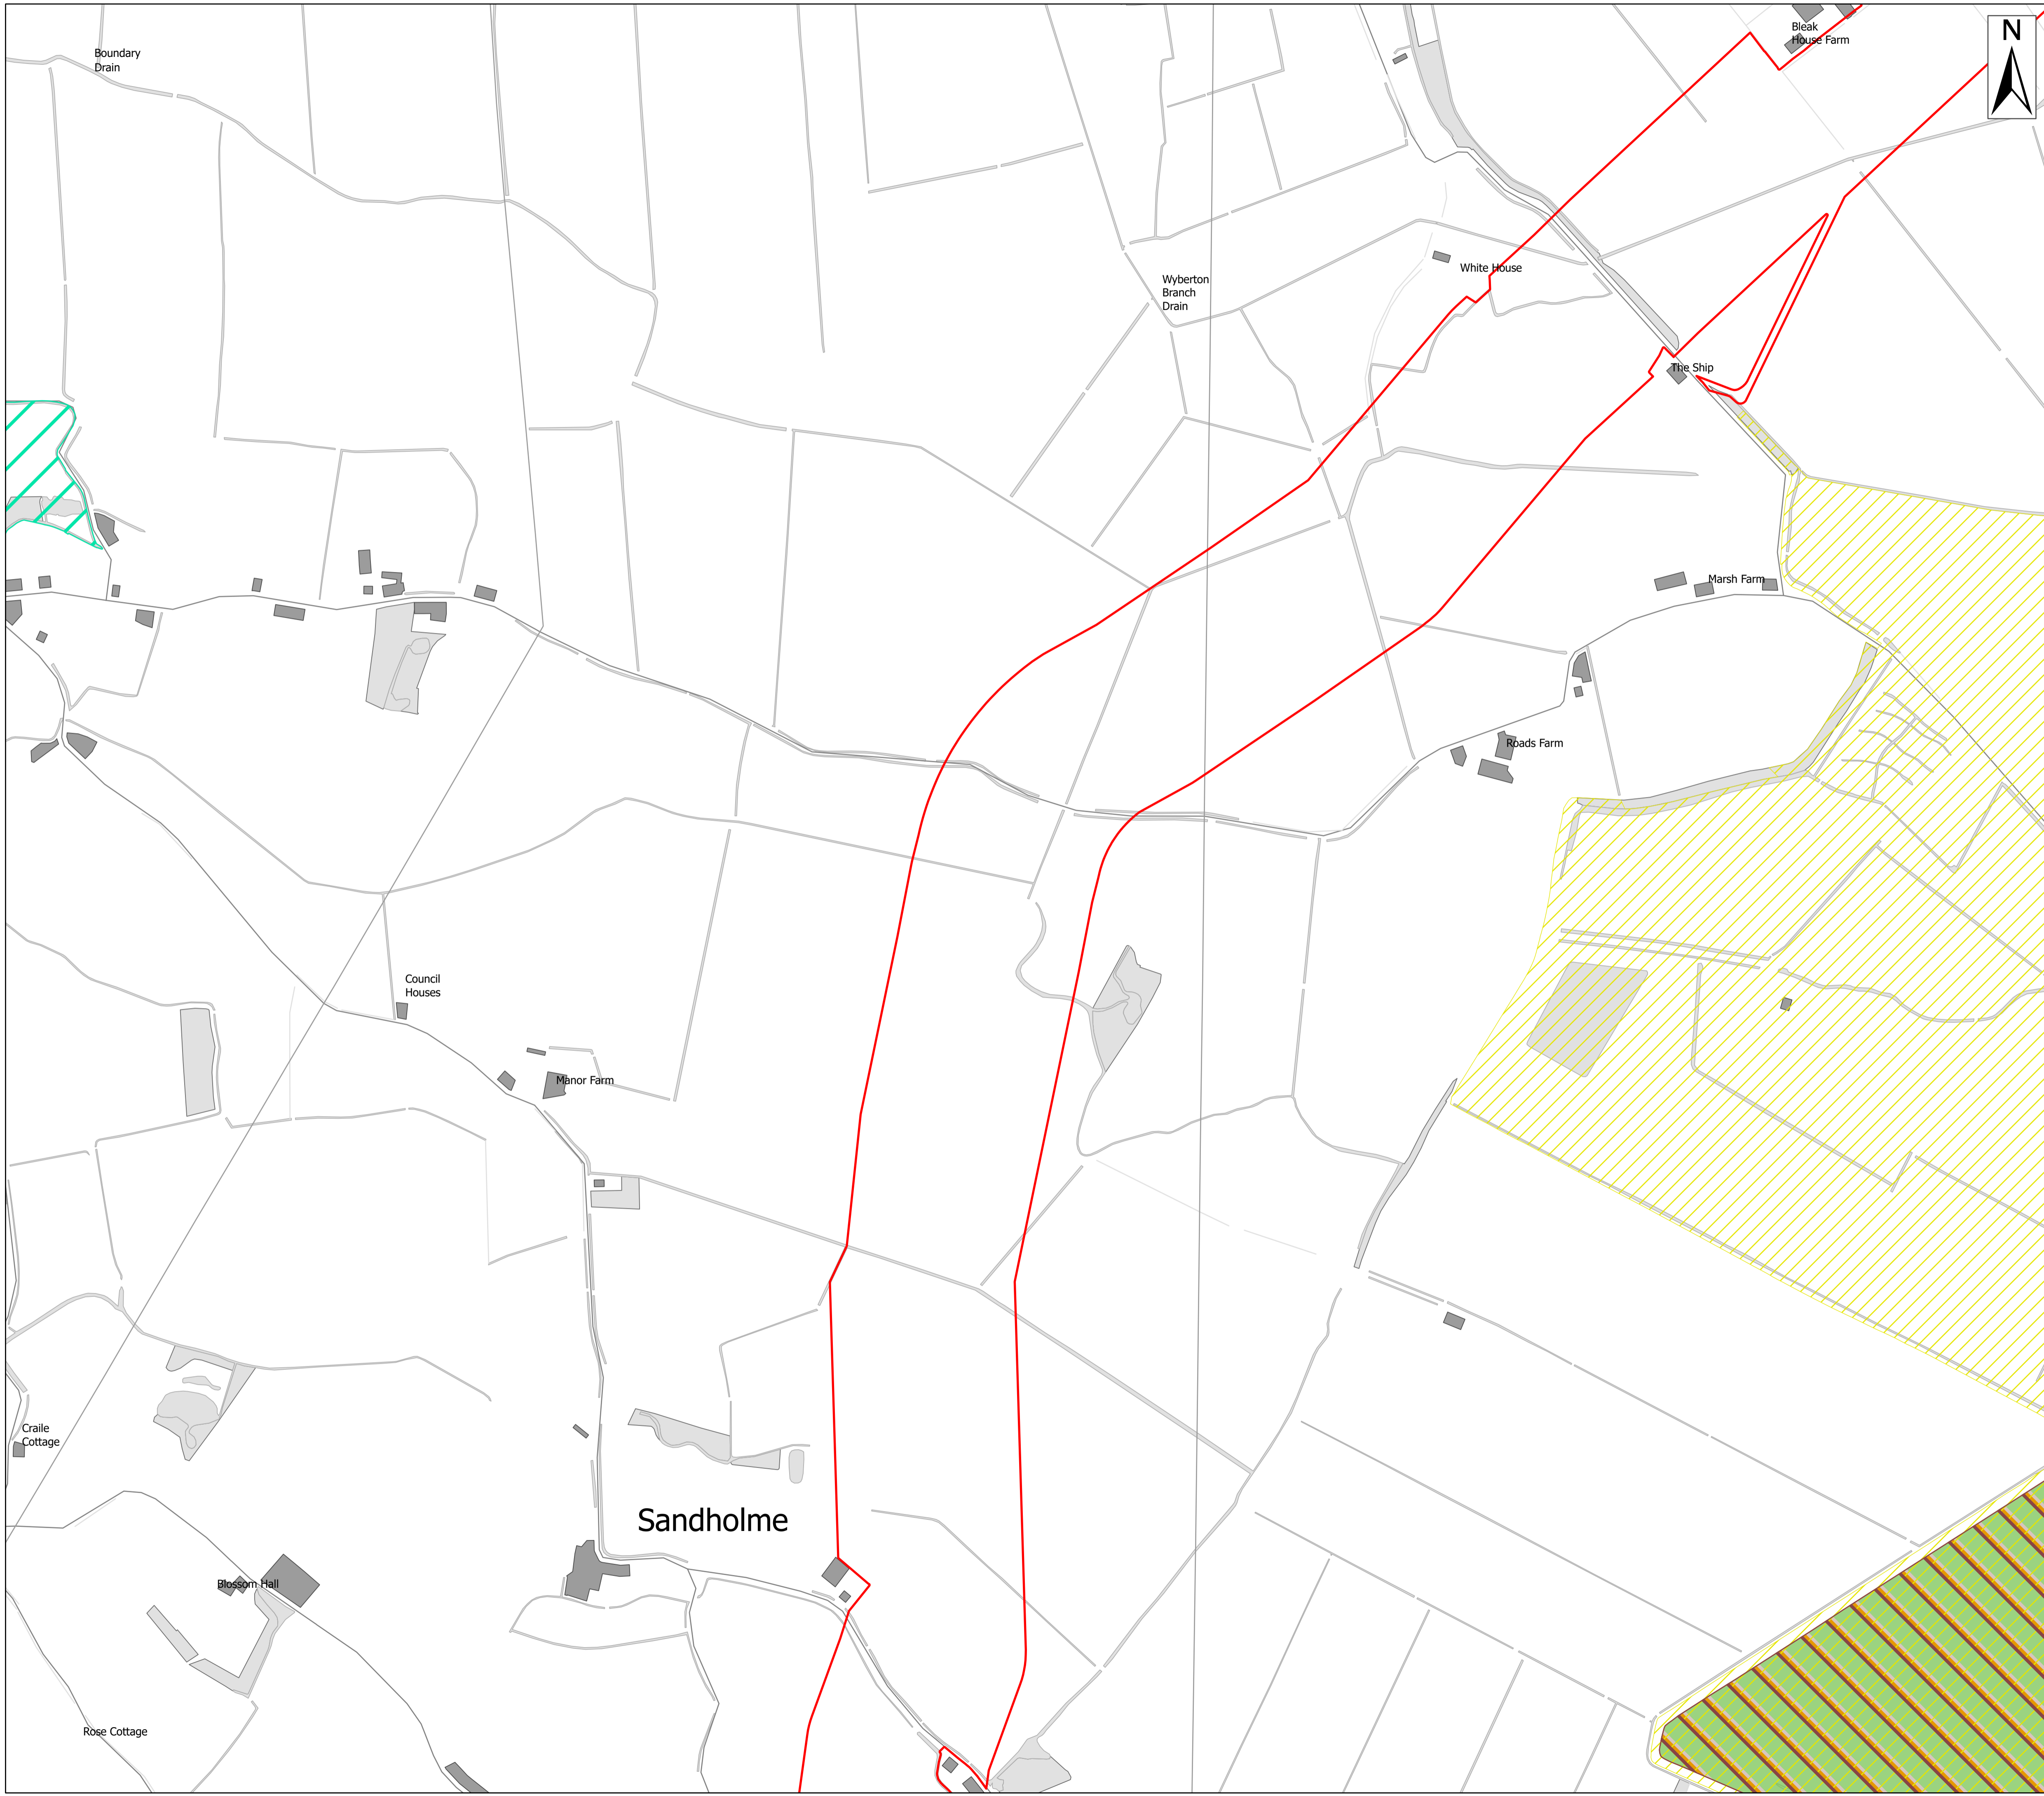 Boundary
Drain
Bleak
House Farm
N
White House
Wyberton
Branch
Drain
The Ship
Marsh Farm
Roads Farm
Council
Houses
Manor Farm
Craile
Cottage
Sandholme
Blossom Hall
Rose Cottage